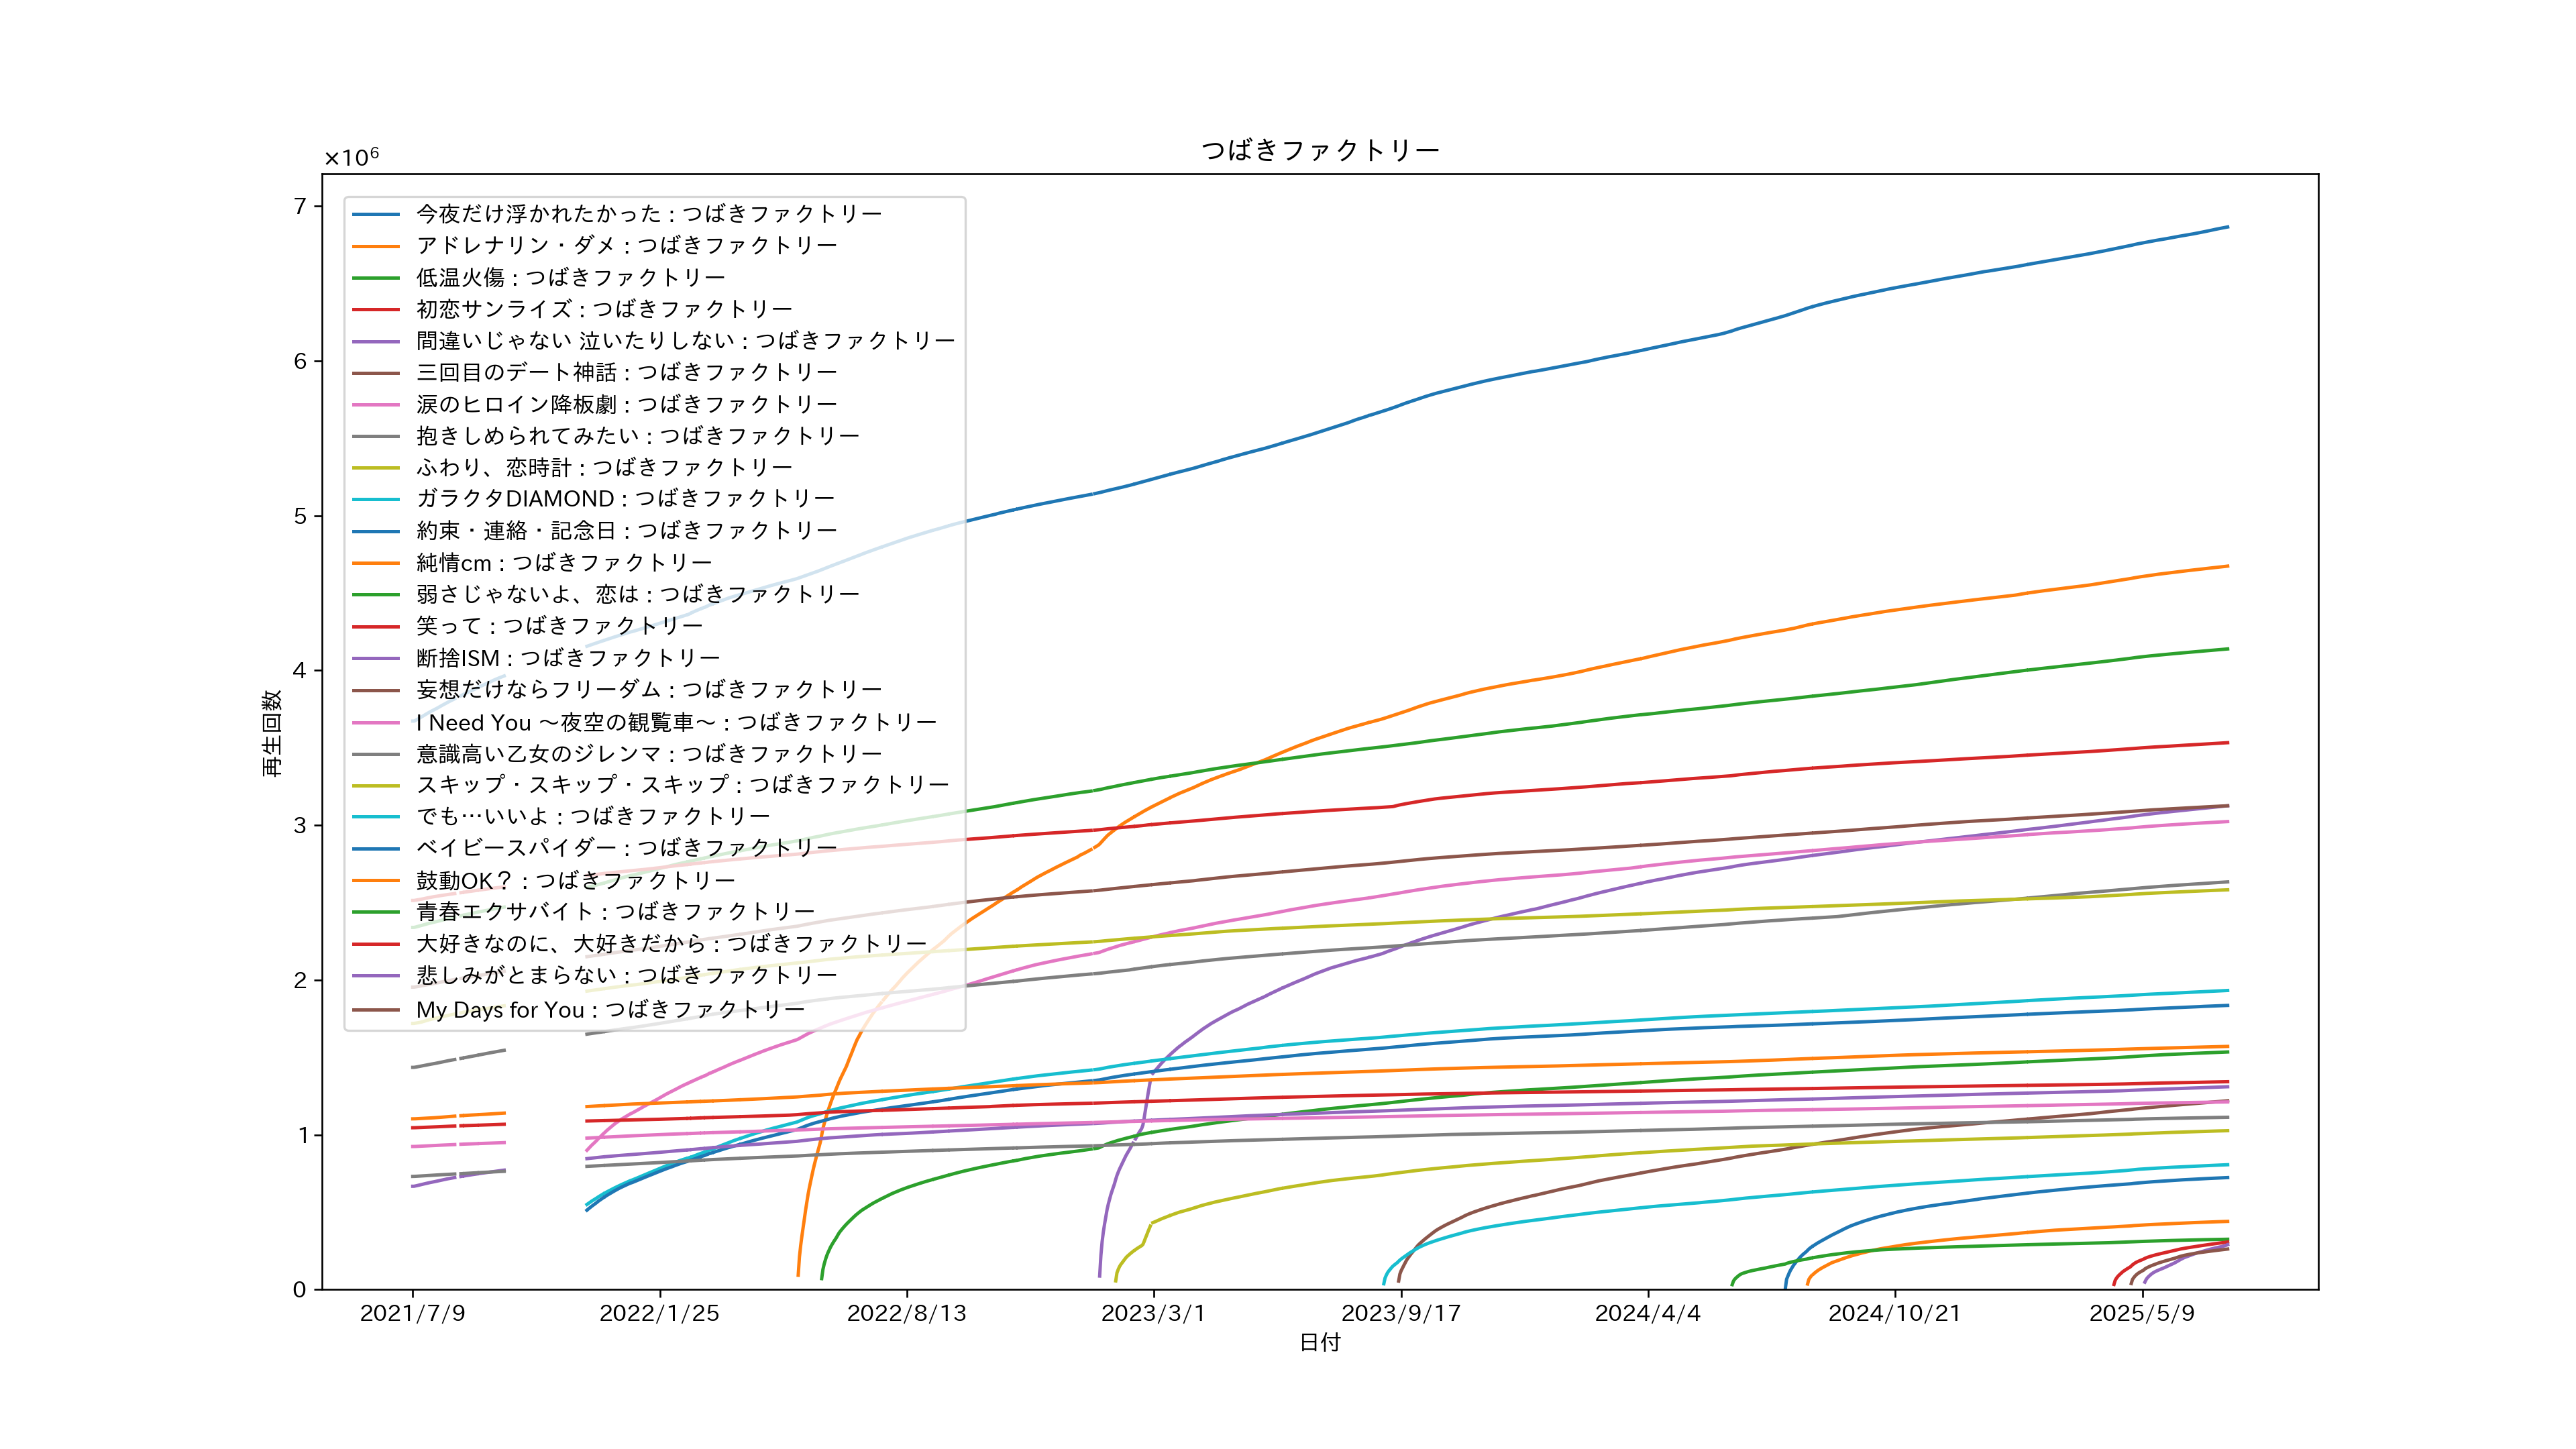 つばきファクトリー
×10⁶
7
6
5
4
3
2
1
0
再生回数
今夜だけ浮かれたかった : つばきファクトリー
アドレナリン・ダメ : つばきファクトリー
低温火傷 : つばきファクトリー
初恋サンライズ : つばきファクトリー
間違いじゃない 泣いたりしない : つばきファクトリー
三回目のデート神話 : つばきファクトリー
涙のヒロイン降板劇 : つばきファクトリー
抱きしめられてみたい : つばきファクトリー
ふわり、恋時計 : つばきファクトリー
ガラクタDIAMOND : つばきファクトリー
約束・連絡・記念日 : つばきファクトリー
純情cm : つばきファクトリー
弱さじゃないよ、恋は : つばきファクトリー
笑って : つばきファクトリー
断捨ISM : つばきファクトリー
妄想だけならフリーダム : つばきファクトリー
I Need You 〜夜空の観覧車〜 : つばきファクトリー
意識高い乙女のジレンマ : つばきファクトリー
スキップ・スキップ・スキップ : つばきファクトリー
でも…いいよ : つばきファクトリー
ベイビースパイダー : つばきファクトリー
鼓動OK？ : つばきファクトリー
青春エクサバイト : つばきファクトリー
大好きなのに、大好きだから : つばきファクトリー
悲しみがとまらない : つばきファクトリー
My Days for You : つばきファクトリー
2021/7/9 2022/1/25 2022/8/13 2023/3/1 2023/9/17 2024/4/4 2024/10/21 2025/5/9
日付